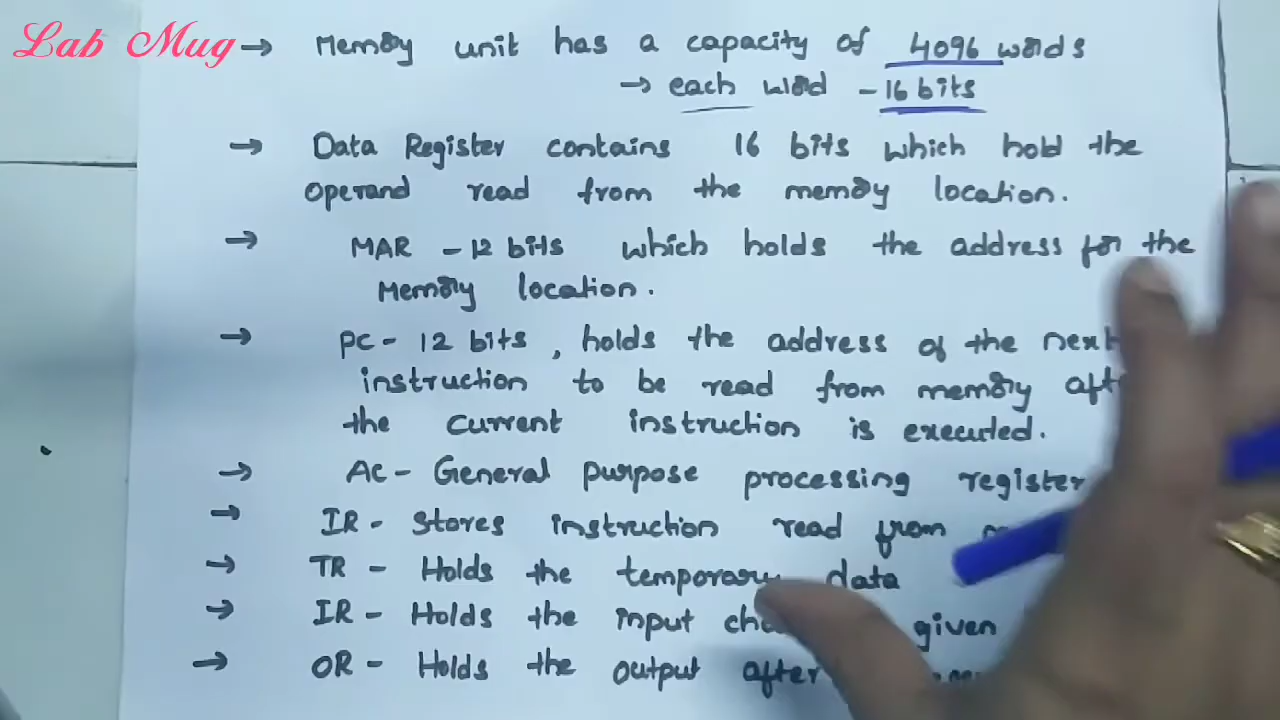 Lab Mug
→ Memory unit has a capacity of 4096 words
→ each word - 16 bits
→ Data Register contains 16 bits which hold the
operand read from the memory location.
→ MAR - 12 bits which holds the address for the
Memory location.
→ PC - 12 bits, holds the address of the next
instruction to be read from memory
the current instruction is executed.
→ AC - General purpose processing register
→ IR - Stores instruction read from
→ TR - Holds the temporary data
→ IR - Holds the input given
→ OR - Holds the output after